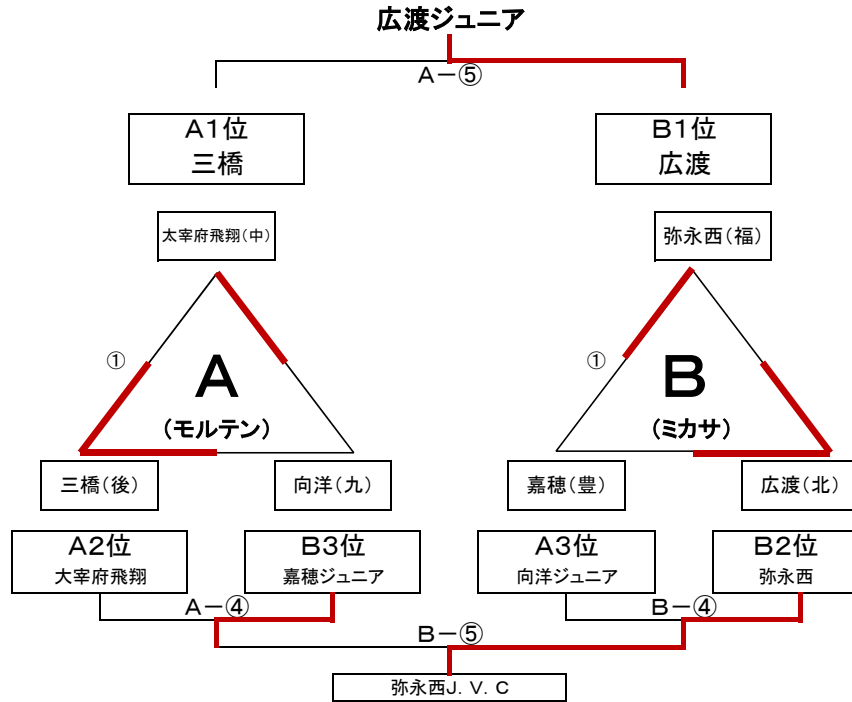 広渡ジュニア
A－⑤
A1位
三橋
B1位
広渡
太宰府飛翔(中)
弥永西(福)
①
①
A
B
(モルテン)
(ミカサ)
三橋(後)
向洋(九)
嘉穂(豊)
広渡(北)
A2位
大宰府飛翔
B3位
嘉穂ジュニア
A3位
向洋ジュニア
B2位
弥永西
A－④
B－④
B－⑤
弥永西J．V．C